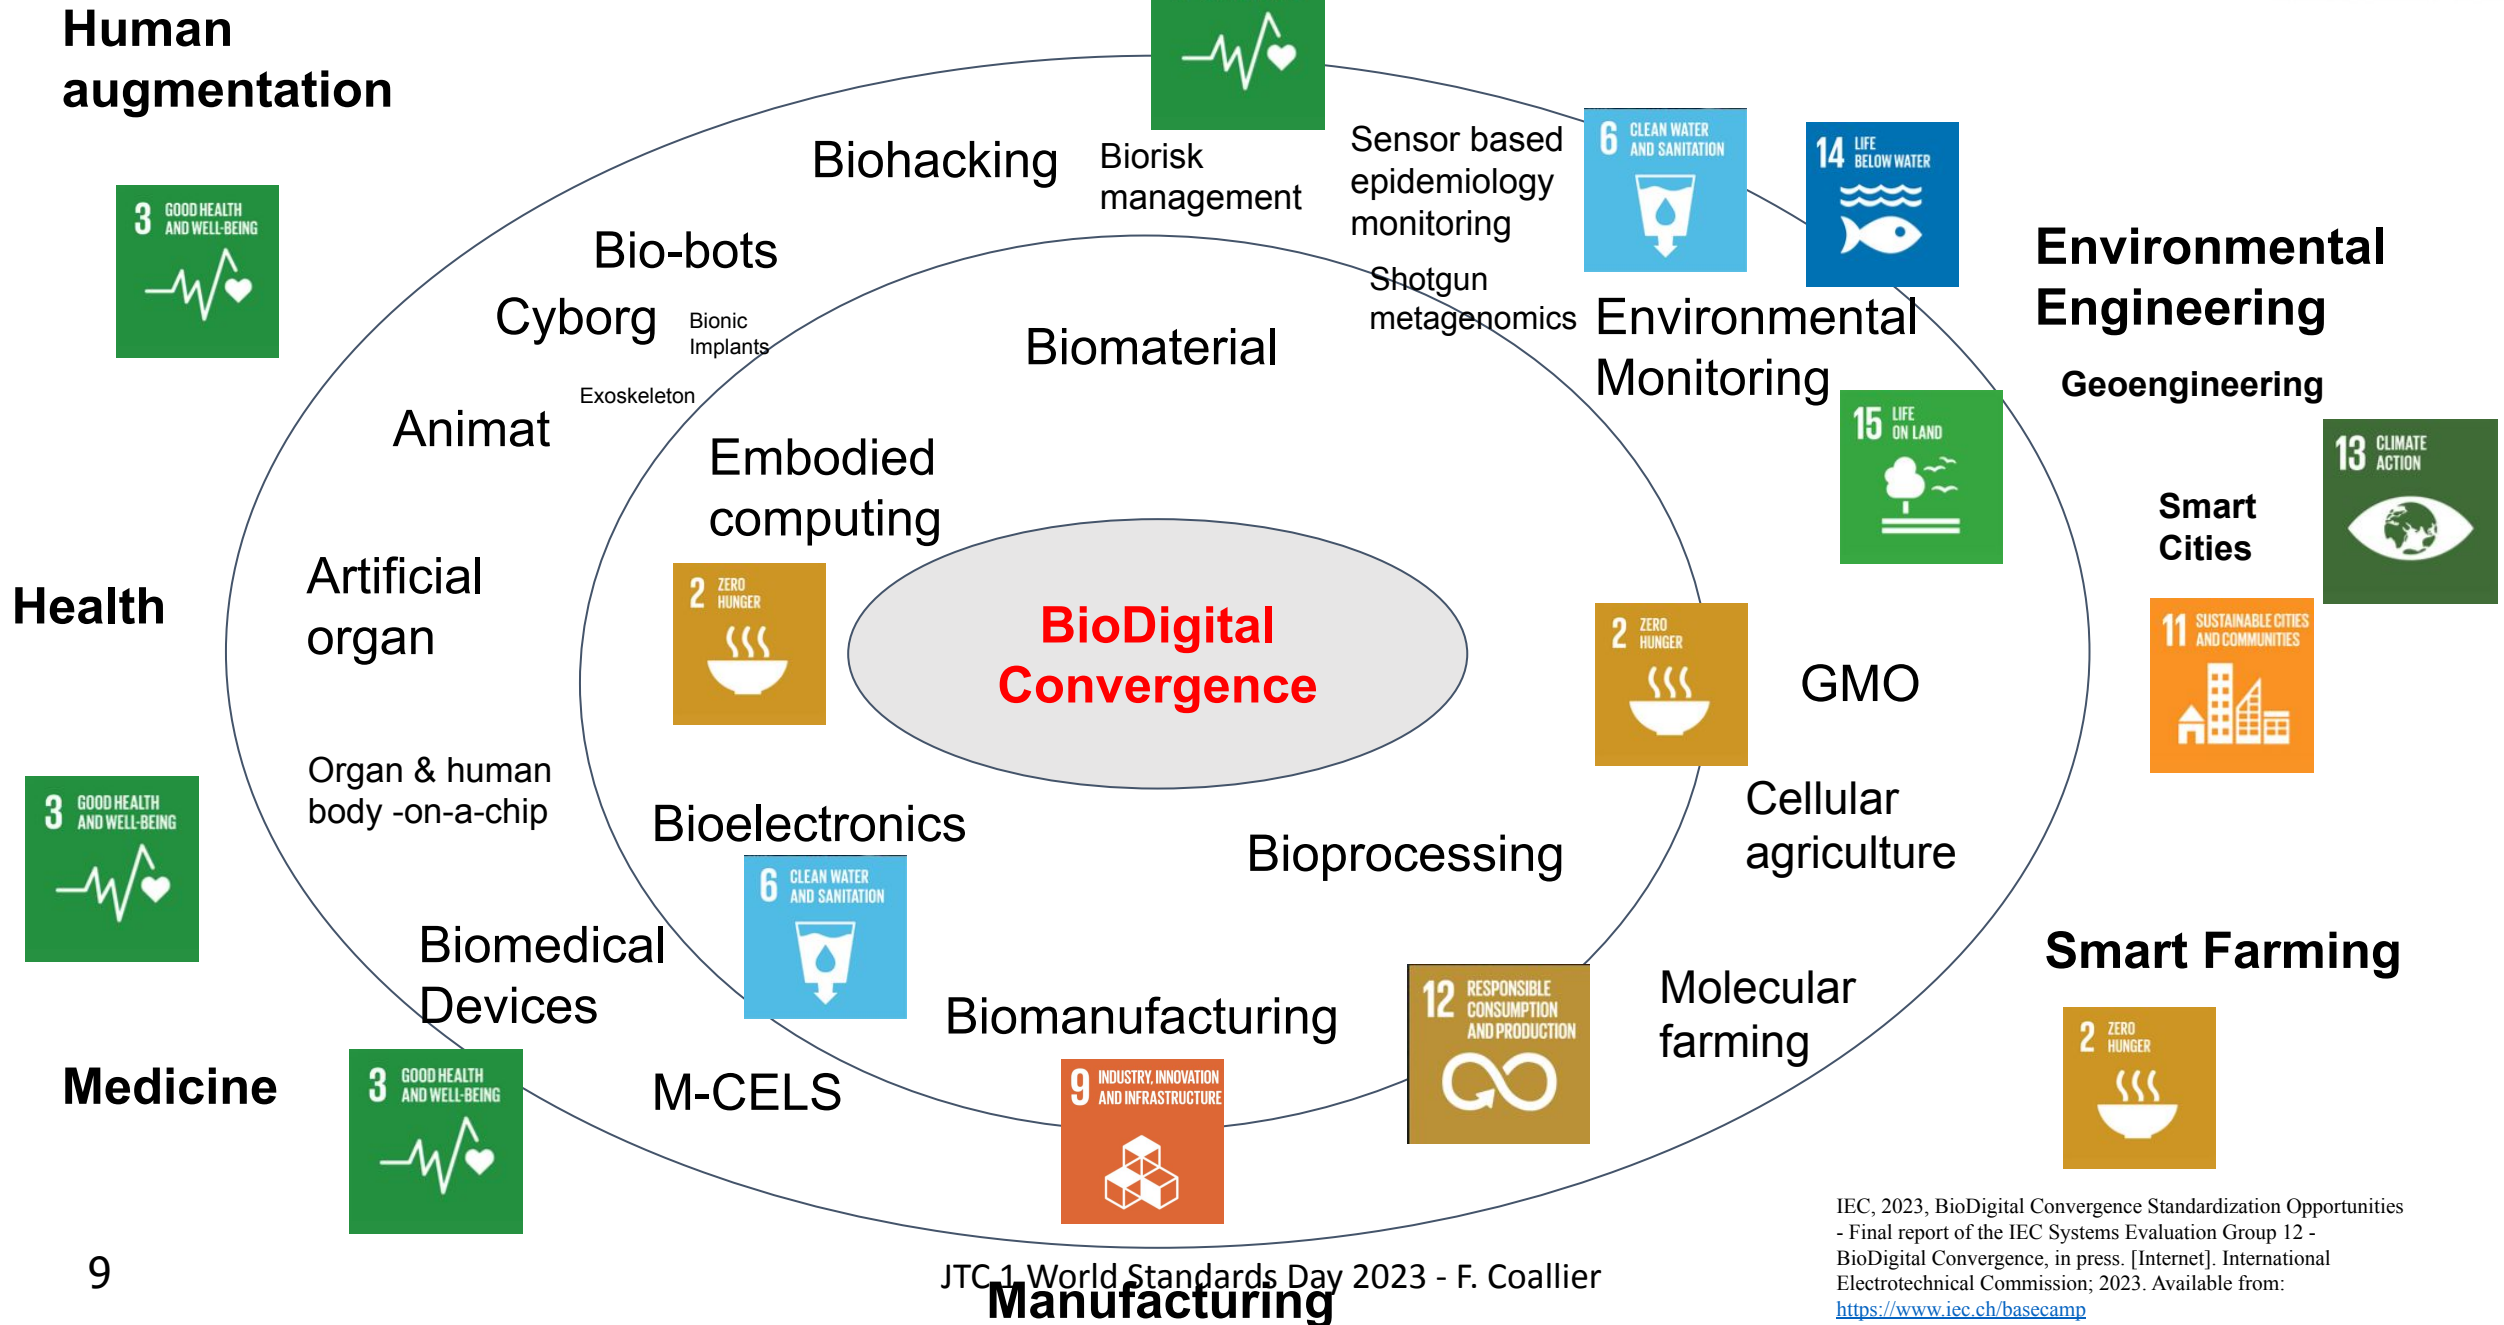 Human
augmentation
3 GOOD HEALTH
AND WELL-BEING
Biohacking
Biorisk
management
Sensor based
epidemiology
monitoring
6 CLEAN WATER
AND SANITATION
14 LIFE
BELOW WATER
Bio-bots
Cyborg
Bionic
Implants
Shotgun
metagenomics
Environmental
Monitoring
Environmental
Engineering
Geoengineering
Exoskeleton
Animat
Biomaterial
15 LIFE
ON LAND
13 CLIMATE
ACTION
Embodied
computing
Smart
Cities
Health
Artificial
organ
2 ZERO
HUNGER
BioDigital
Convergence
2 ZERO
HUNGER
GMO
11 SUSTAINABLE CITIES
AND COMMUNITIES
3 GOOD HEALTH
AND WELL-BEING
Organ & human
body -on-a-chip
Bioelectronics
6 CLEAN WATER
AND SANITATION
Bioprocessing
Cellular
agriculture
Biomedical
Devices
Biomanufacturing
12 RESPONSIBLE
CONSUMPTION
AND PRODUCTION
Molecular
farming
Smart Farming
2 ZERO
HUNGER
Medicine
3 GOOD HEALTH
AND WELL-BEING
M-CELS
9 INDUSTRY, INNOVATION
AND INFRASTRUCTURE
9
JTC 1 World Standards Day 2023 - F. Coallier
Manufacturing
IEC, 2023, BioDigital Convergence Standardization Opportunities
- Final report of the IEC Systems Evaluation Group 12 -
BioDigital Convergence, in press. [Internet]. International
Electrotechnical Commission; 2023. Available from:
https://www.iec.ch/basecamp